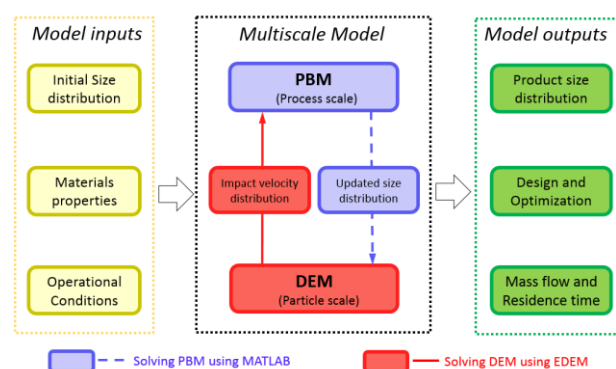 Model inputs
Initial Size
distribution
Materials
properties
Operational
Conditions
Multiscale Model
PBM
(Process scale)
Impact velocity
distribution
Updated size
distribution
DEM
(Particle scale)
Model outputs
Product size
distribution
Design and
Optimization
Mass flow and
Residence time
Solving PBM using MATLAB
Solving DEM using EDEM